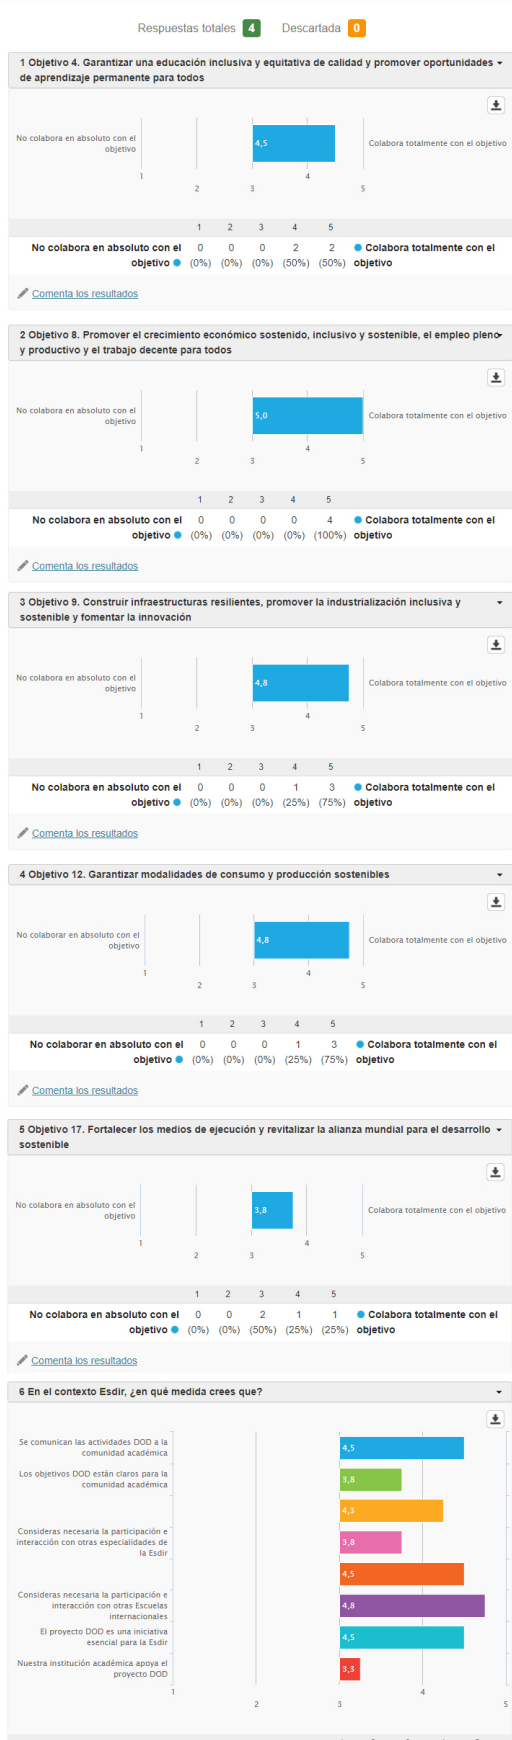 Respuestas totales 4 Descartada 0
1 Objetivo 4. Garantizar una educación inclusiva y equitativa de calidad y promover oportunidades
de aprendizaje permanente para todos
No colabora en absoluto con el
objetivo
4,5
Colabora totalmente con el objetivo
1 4
2 3 5
1 2 3 4 5
No colabora en absoluto con el 0 0 0 2 2 Colabora totalmente con el
objetivo (0%) (0%) (0%) (50%) (50%) objetivo
Comenta los resultados
2 Objetivo 8. Promover el crecimiento económico sostenido, inclusivo y sostenible, el empleo pleno
y productivo y el trabajo decente para todos
No colabora en absoluto con el
objetivo
5,0
Colabora totalmente con el objetivo
1 4
2 3 5
1 2 3 4 5
No colabora en absoluto con el 0 0 0 0 4 Colabora totalmente con el
objetivo (0%) (0%) (0%) (0%) (100%) objetivo
Comenta los resultados
3 Objetivo 9. Construir infraestructuras resilientes, promover la industrialización inclusiva y
sostenible y fomentar la innovación
No colabora en absoluto con el
objetivo
4,8
Colabora totalmente con el objetivo
1 4
2 3 5
1 2 3 4 5
No colabora en absoluto con el 0 0 0 1 3 Colabora totalmente con el
objetivo (0%) (0%) (0%) (25%) (75%) objetivo
Comenta los resultados
4 Objetivo 12. Garantizar modalidades de consumo y producción sostenibles
No colaborar en absoluto con el
objetivo
4,8
Colabora totalmente con el objetivo
1 4
2 3 5
1 2 3 4 5
No colaborar en absoluto con el 0 0 0 1 3 Colabora totalmente con el
objetivo (0%) (0%) (0%) (25%) (75%) objetivo
Comenta los resultados
5 Objetivo 17. Fortalecer los medios de ejecución y revitalizar la alianza mundial para el desarrollo
sostenible
No colabora en absoluto con el
objetivo
3,8
Colabora totalmente con el objetivo
1 4
2 3 5
1 2 3 4 5
No colabora en absoluto con el 0 0 2 1 1 Colabora totalmente con el
objetivo (0%) (0%) (50%) (25%) (25%) objetivo
Comenta los resultados
6 En el contexto Esdir, ¿en qué medida crees que?
Se comunican las actividades DOD a la
comunidad académica
4,5
Los objetivos DOD están claros para la
comunidad académica
3,8
4,3
Consideras necesaria la participación e
interacción con otras especialidades de
la Esdir
3,8
4,5
Consideras necesaria la participación e
interacción con otras Escuelas
internacionales
4,8
El proyecto DOD es una iniciativa
esencial para la Esdir
4,5
Nuestra institución académica apoya el
proyecto DOD
3,3
1 4
2 3 5